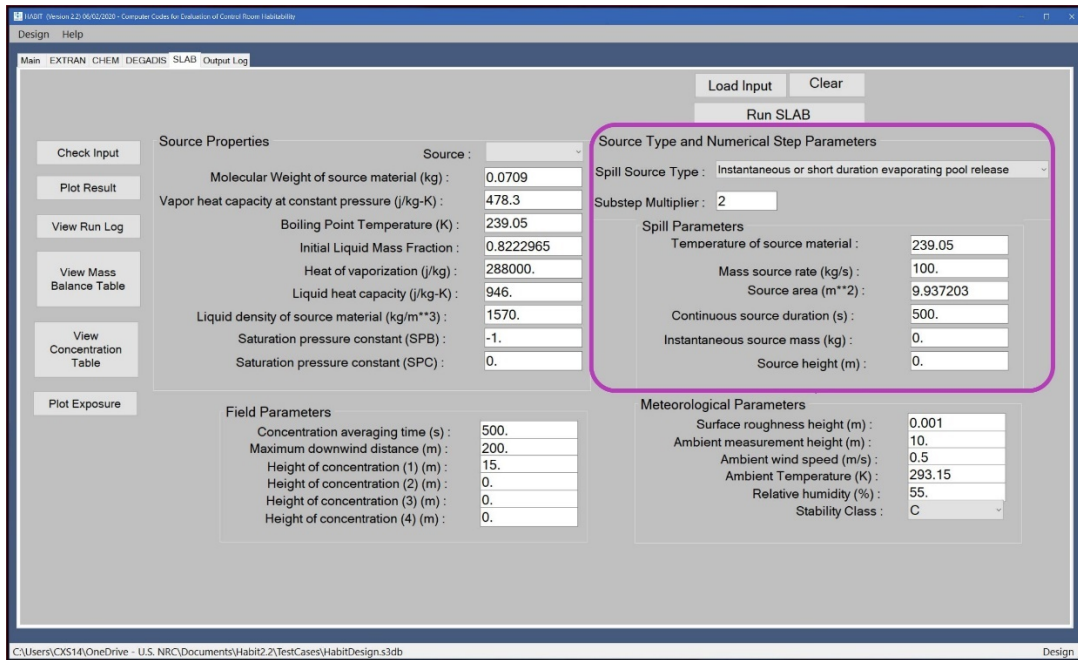 HABIT (Version 2.2) 06/02/2020 - Computer Codes for Evaluation of Control Room Habitability
Design Help
Main EXTRAN CHEM DEGADIS SLAB Output Log
Load Input Clear
Run SLAB
Check Input
Plot Result
View Run Log
View Mass
Balance Table
View
Concentration
Table
Plot Exposure
Source Properties
Source :
Molecular Weight of source material (kg) : 0.0709
Vapor heat capacity at constant pressure (j/kg-K) : 478.3
Boiling Point Temperature (K) : 239.05
Initial Liquid Mass Fraction : 0.8222965
Heat of vaporization (j/kg) : 288000.
Liquid heat capacity (j/kg-K) : 946.
Liquid density of source material (kg/m**3) : 1570.
Saturation pressure constant (SPB) -1.
Saturation pressure constant (SPC) : 0.
Source Type and Numerical Step Parameters
Spill Source Type : Instantaneous or short duration evaporating pool release
Substep Multiplier : 2
Spill Parameters
Temperature of source material : 239.05
Mass source rate (kg/s) : 100.
Source area (m**2) : 9.937203
Continuous source duration (s) : 500.
Instantaneous source mass (kg) : 0.
Source height (m) : 0.
Field Parameters
Concentration averaging time (s) : 500.
Maximum downwind distance (m) : 200.
Height of concentration (1) (m) : 15.
Height of concentration (2) (m) : 0.
Height of concentration (3) (m) : 0.
Height of concentration (4) (m) : 0.
Meteorological Parameters
Surface roughness height (m) : 0.001
Ambient measurement height (m) : 10.
Ambient wind speed (m/s) : 0.5
Ambient Temperature (K) : 293.15
Relative humidity (%) : 55.
Stability Class : C
C:\Users\CXS14\OneDrive - U.S. NRC\Documents\Habit2.2\TestCases\HabitDesign.s3db
Design